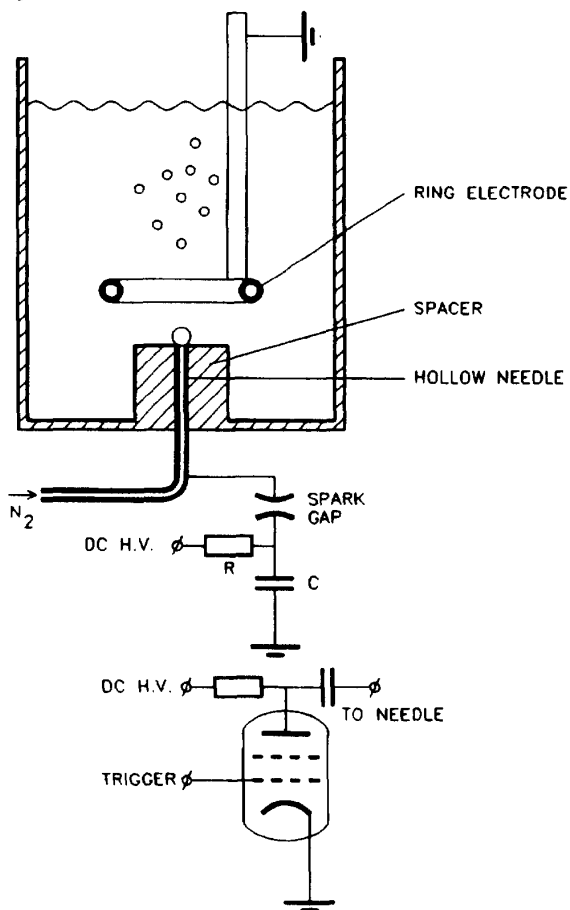 RING ELECTRODE
SPACER
HOLLOW NEEDLE
N2
SPARK
GAP
DC H.V.
R
C
DC H.V.
TO NEEDLE
TRIGGER